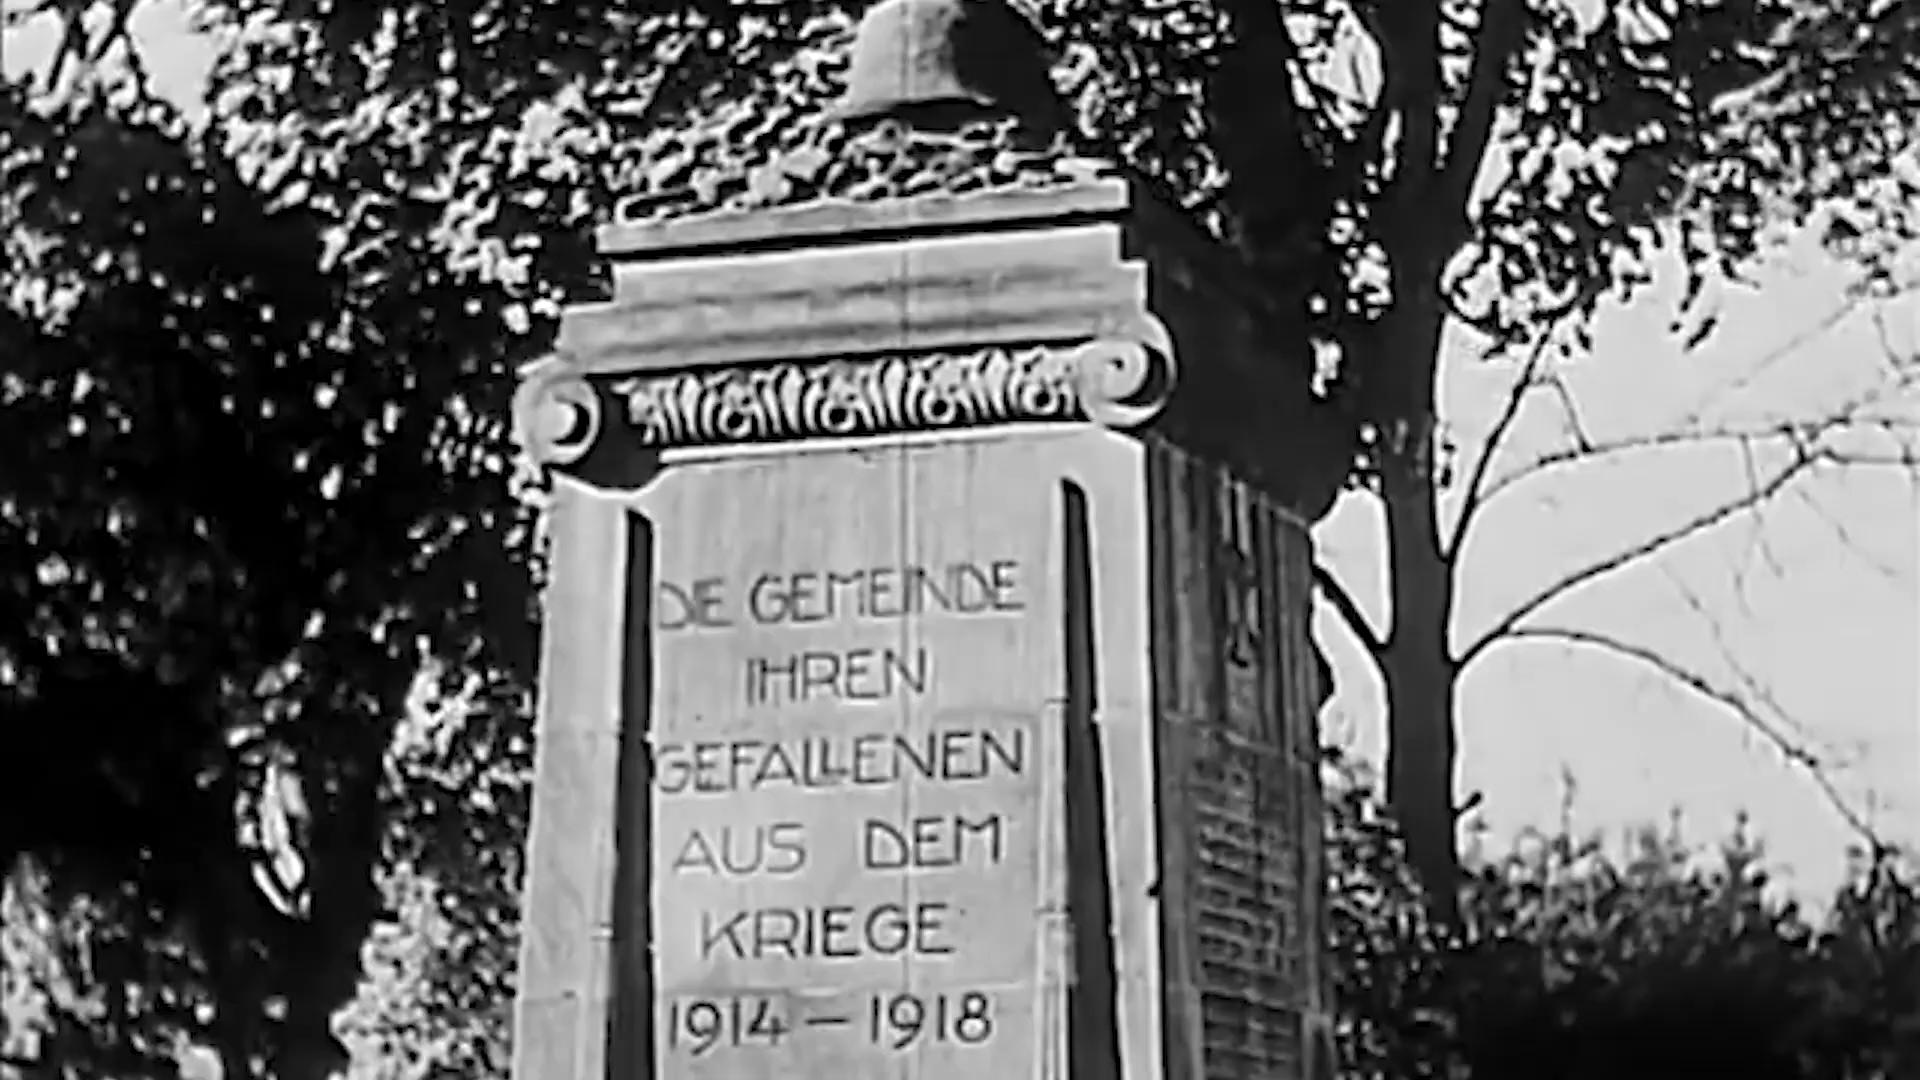 DIE GEMEINDE
IHREN
GEFALLENEN
AUS DEM
KRIEGE
1914–1918